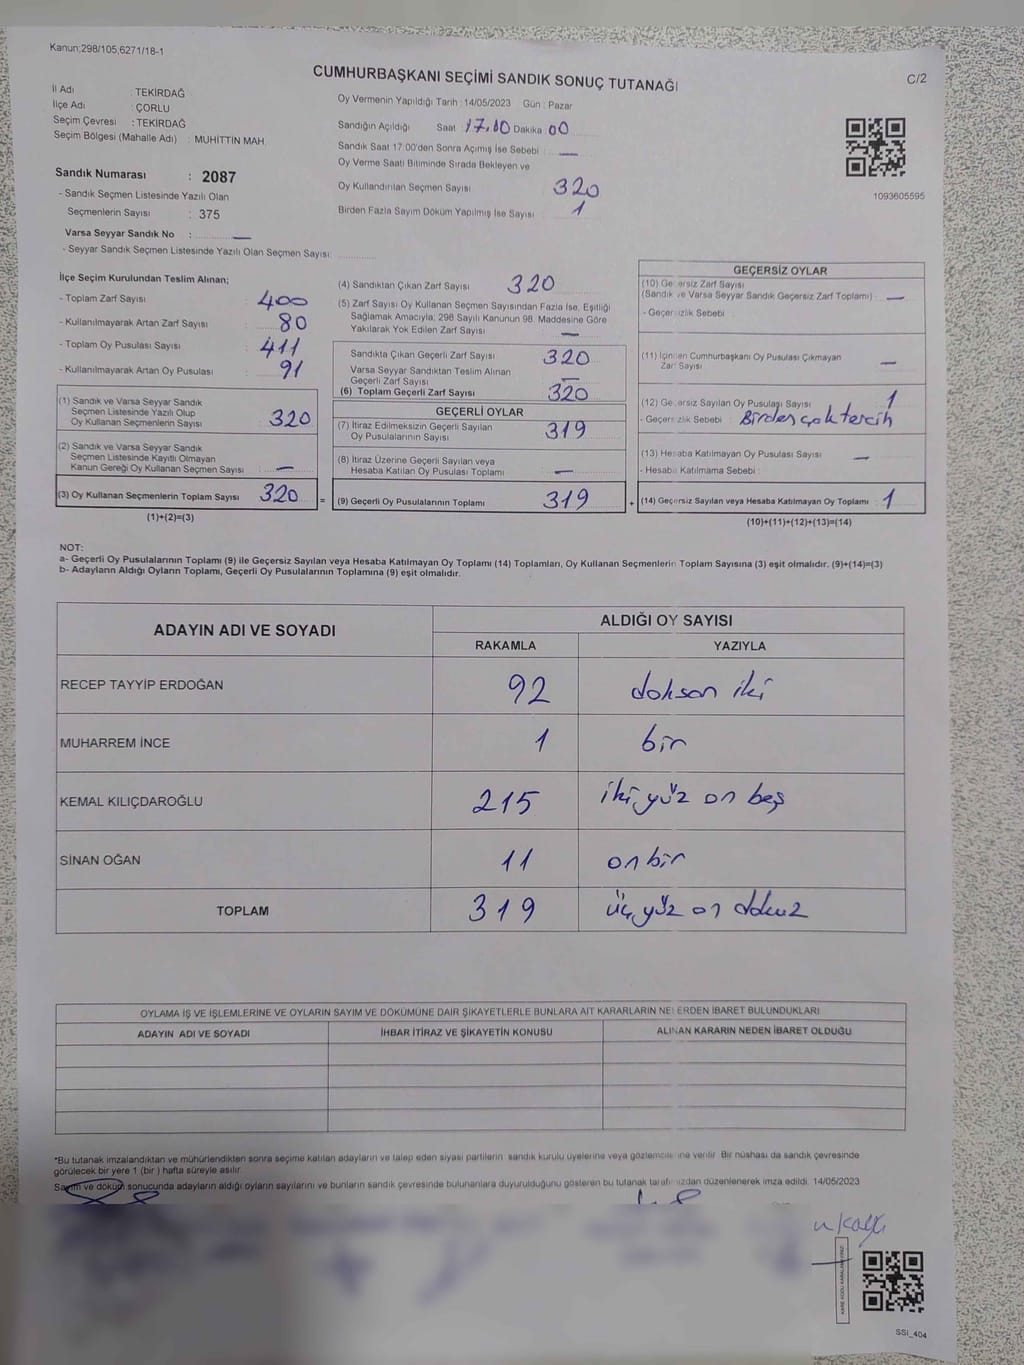 Kanun;298/105,6271/18-1
C/2
CUMHURBAŞKANI SEÇİMİ SANDIK SONUÇ TUTANAĞI
İl Adı : TEKİRDAĞ
İlçe Adı : ÇORLU
Seçim Çevresi : TEKİRDAĞ
Seçim Bölgesi (Mahalle Adı) : MUHİTTİN MAH.
Sandık Numarası : 2087
- Sandık Seçmen Listesinde Yazılı Olan
Seçmenlerin Sayısı : 375
Varsa Seyyar Sandık No : —
- Seyyar Sandık Seçmen Listesinde Yazılı Olan Seçmen Sayısı:
Oy Vermenin Yapıldığı Tarih : 14/05/2023 Gün : Pazar
Sandığın Açıldığı Saat : 17.00 Dakika : 00
Sandık Saat 17:00'den Sonra Açımış İse Sebebi : —
Oy Verme Saati Bitiminde Sırada Bekleyen ve
Oy Kullandırılan Seçmen Sayısı 320
Birden Fazla Sayım Döküm Yapılmış İse Sayısı : 1
1093605595
İlçe Seçim Kurulundan Teslim Alınan;
- Toplam Zarf Sayısı : 400
- Kullanılmayarak Artan Zarf Sayısı : 80
- Toplam Oy Pusulası Sayısı : 411
- Kullanılmayarak Artan Oy Pusulası : 91
(1) Sandık ve Varsa Seyyar Sandık
Seçmen Listesinde Yazılı Olup
Oy Kullanan Seçmenlerin Sayısı : 320
(2) Sandık ve Varsa Seyyar Sandık
Seçmen Listesinde Kayıtlı Olmayan
Kanun Gereği Oy Kullanan Seçmen Sayısı : —
(3) Oy Kullanan Seçmenlerin Toplam Sayısı 320 =
(1)+(2)=(3)
(4) Sandıktan Çıkan Zarf Sayısı : 320
(5) Zarf Sayısı Oy Kullanan Seçmen Sayısından Fazla İse, Eşitliği
Sağlamak Amacıyla, 298 Sayılı Kanunun 98. Maddesine Göre
Yakılarak Yok Edilen Zarf Sayısı : —
Sandıkta Çıkan Geçerli Zarf Sayısı : 320
Varsa Seyyar Sandıktan Teslim Alınan
Geçerli Zarf Sayısı : —
(6) Toplam Geçerli Zarf Sayısı : 320
GEÇERLİ OYLAR
(7) İtiraz Edilmeksizin Geçerli Sayılan
Oy Pusulalarının Sayısı : 319
(8) İtiraz Üzerine Geçerli Sayılan veya
Hesaba Katılan Oy Pusulası Toplamı : —
(9) Geçerli Oy Pusulalarının Toplamı 319 +
GEÇERSİZ OYLAR
(10) Geçersiz Zarf Sayısı
(Sandık ve Varsa Seyyar Sandık Geçersiz Zarf Toplamı) : —
- Geçersizlik Sebebi :
(11) İçinden Cumhurbaşkanı Oy Pusulası Çıkmayan
Zarf Sayısı : —
(12) Geçersiz Sayılan Oy Pusulası Sayısı : 1
- Geçersizlik Sebebi : Birden çok tercih
(13) Hesaba Katılmayan Oy Pusulası Sayısı : —
- Hesaba Katılmama Sebebi :
(14) Geçersiz Sayılan veya Hesaba Katılmayan Oy Toplamı : 1
(10)+(11)+(12)+(13)=(14)
NOT:
a- Geçerli Oy Pusulalarının Toplamı (9) ile Geçersiz Sayılan veya Hesaba Katılmayan Oy Toplamı (14) Toplamları, Oy Kullanan Seçmenlerin Toplam Sayısına (3) eşit olmalıdır. (9)+(14)=(3)
b- Adayların Aldığı Oyların Toplamı, Geçerli Oy Pusulalarının Toplamına (9) eşit olmalıdır.
ADAYIN ADI VE SOYADI ALDIĞI OY SAYISI
RAKAMLA YAZIYLA
RECEP TAYYİP ERDOĞAN 92 doksan iki
MUHARREM İNCE 1 bir
KEMAL KILIÇDAROĞLU 215 iki yüz on beş
SİNAN OĞAN 11 on bir
TOPLAM 319 üç yüz on dokuz
OYLAMA İŞ VE İŞLEMLERİNE VE OYLARIN SAYIM VE DÖKÜMÜNE DAİR ŞİKAYETLERLE BUNLARA AİT KARARLARIN NELERDEN İBARET BULUNDUKLARI
ADAYIN ADI VE SOYADI İHBAR İTİRAZ VE ŞİKAYETİN KONUSU ALINAN KARARIN NEDEN İBARET OLDUĞU
*Bu tutanak imzalandıktan ve mühürlendikten sonra seçime katılan adayların ve talep eden siyasi partilerin sandık kurulu üyelerine veya gözlemcilerine verilir. Bir nüshası da sandık çevresinde
görülecek bir yere 1 (bir ) hafta süreyle asılır.
Sayım ve döküm sonucunda adayların aldığı oyların sayılarını ve bunların sandık çevresinde bulunanlara duyurulduğunu gösteren bu tutanak tarafımızdan düzenlenerek imza edildi. 14/05/2023
SSİ_404